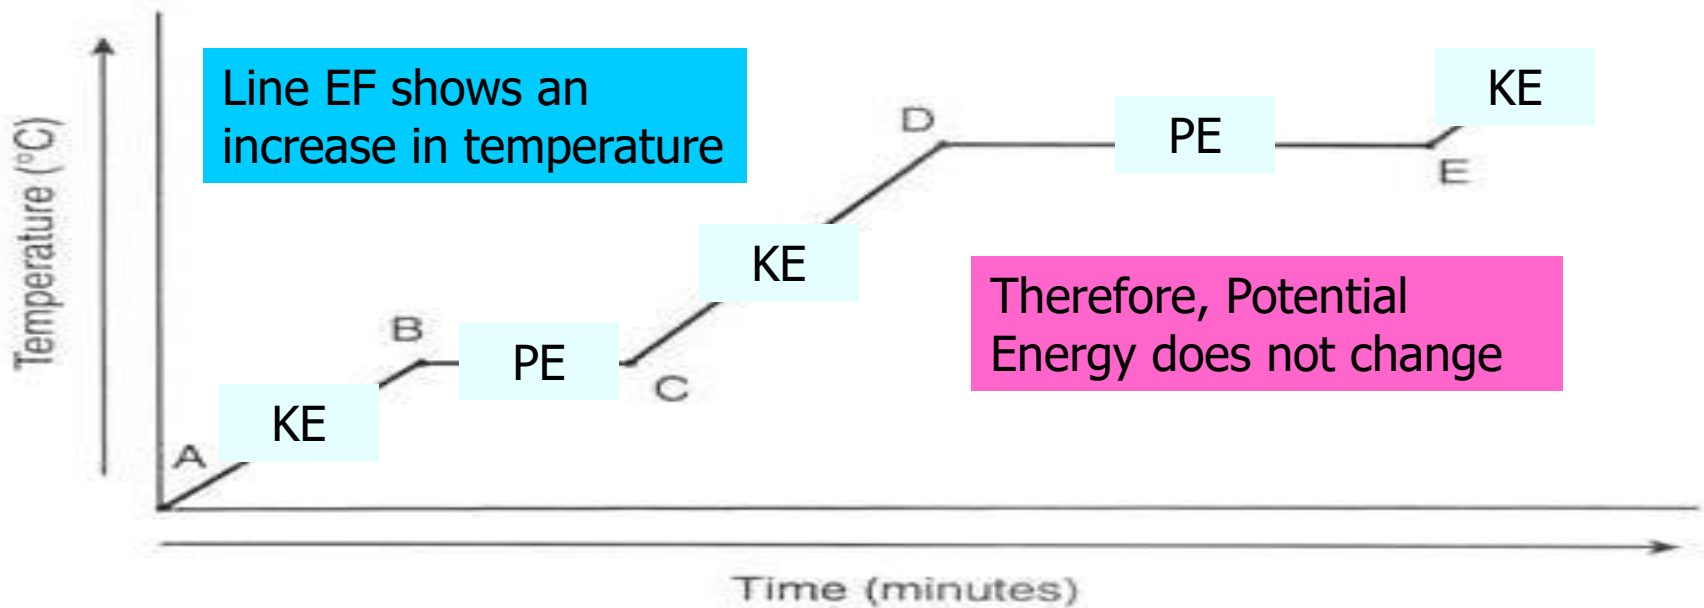 Temperature (°C)
Line EF shows an
increase in temperature
A
KE
B
PE
C
KE
D
PE
E
KE
Therefore, Potential
Energy does not change
Time (minutes)